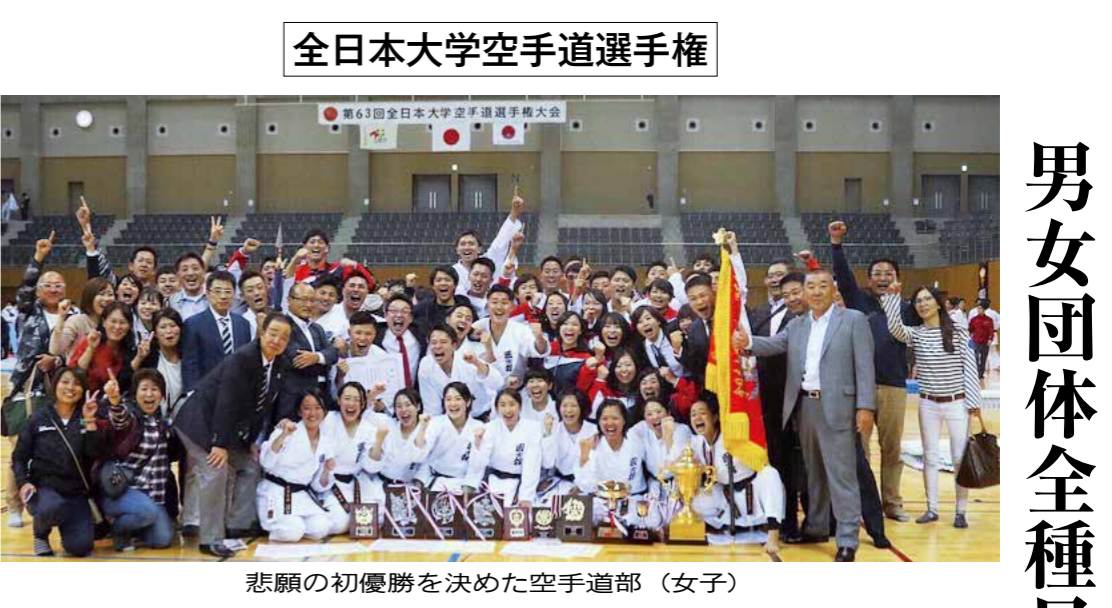 全日本大学空手道選手権
男女団体全種
第63回全日本大学空手道選手権大会
悲願の初優勝を決めた空手道部（女子）